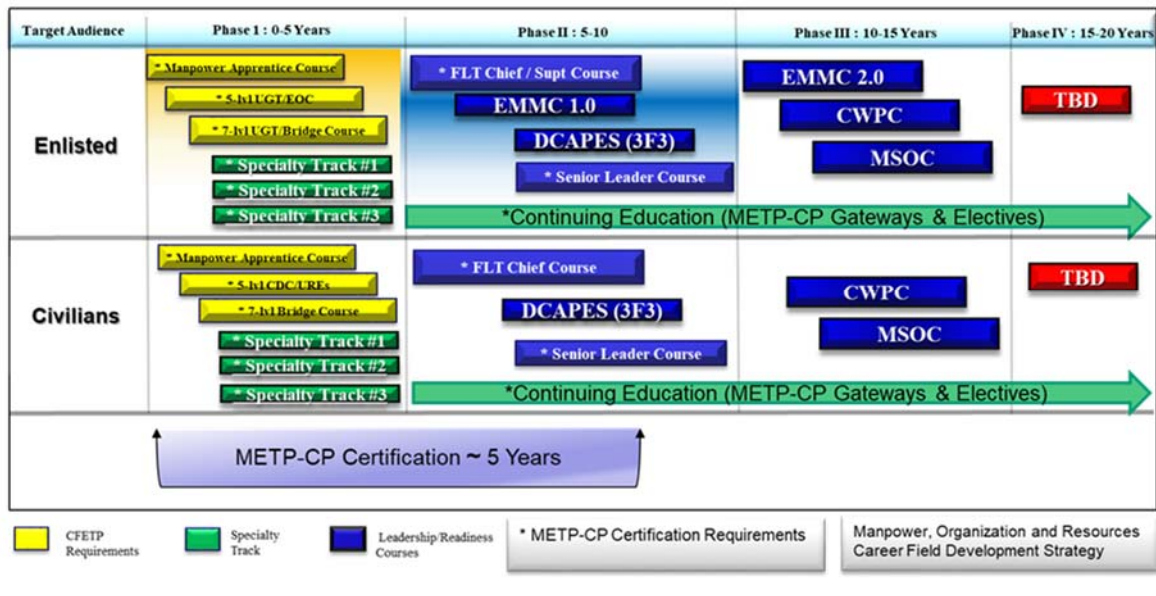 Target Audience
Phase I : 0-5 Years
Phase II : 5-10
Phase III : 10-15 Years
Phase IV : 15-20 Years
Enlisted
* Manpower Apprentice Course
* 5-lvl UGT/EOC
* 7-lvl UGT/Bridge Course
* Specialty Track #1
* Specialty Track #2
* Specialty Track #3
* FLT Chief / Supt Course
EMMC 1.0
DCAPES (3F3)
* Senior Leader Course
EMMC 2.0
CWPC
MSOC
TBD
*Continuing Education (METP-CP Gateways & Electives)
Civilians
* Manpower Apprentice Course
* 5-lvl CDC/UREs
* 7-lvl Bridge Course
* Specialty Track #1
* Specialty Track #2
* Specialty Track #3
* FLT Chief Course
DCAPES (3F3)
* Senior Leader Course
CWPC
MSOC
TBD
*Continuing Education (METP-CP Gateways & Electives)
METP-CP Certification ~ 5 Years
CFETP
Requirements
Specialty
Track
Leadership/Readiness
Courses
* METP-CP Certification Requirements
Manpower, Organization and Resources
Career Field Development Strategy